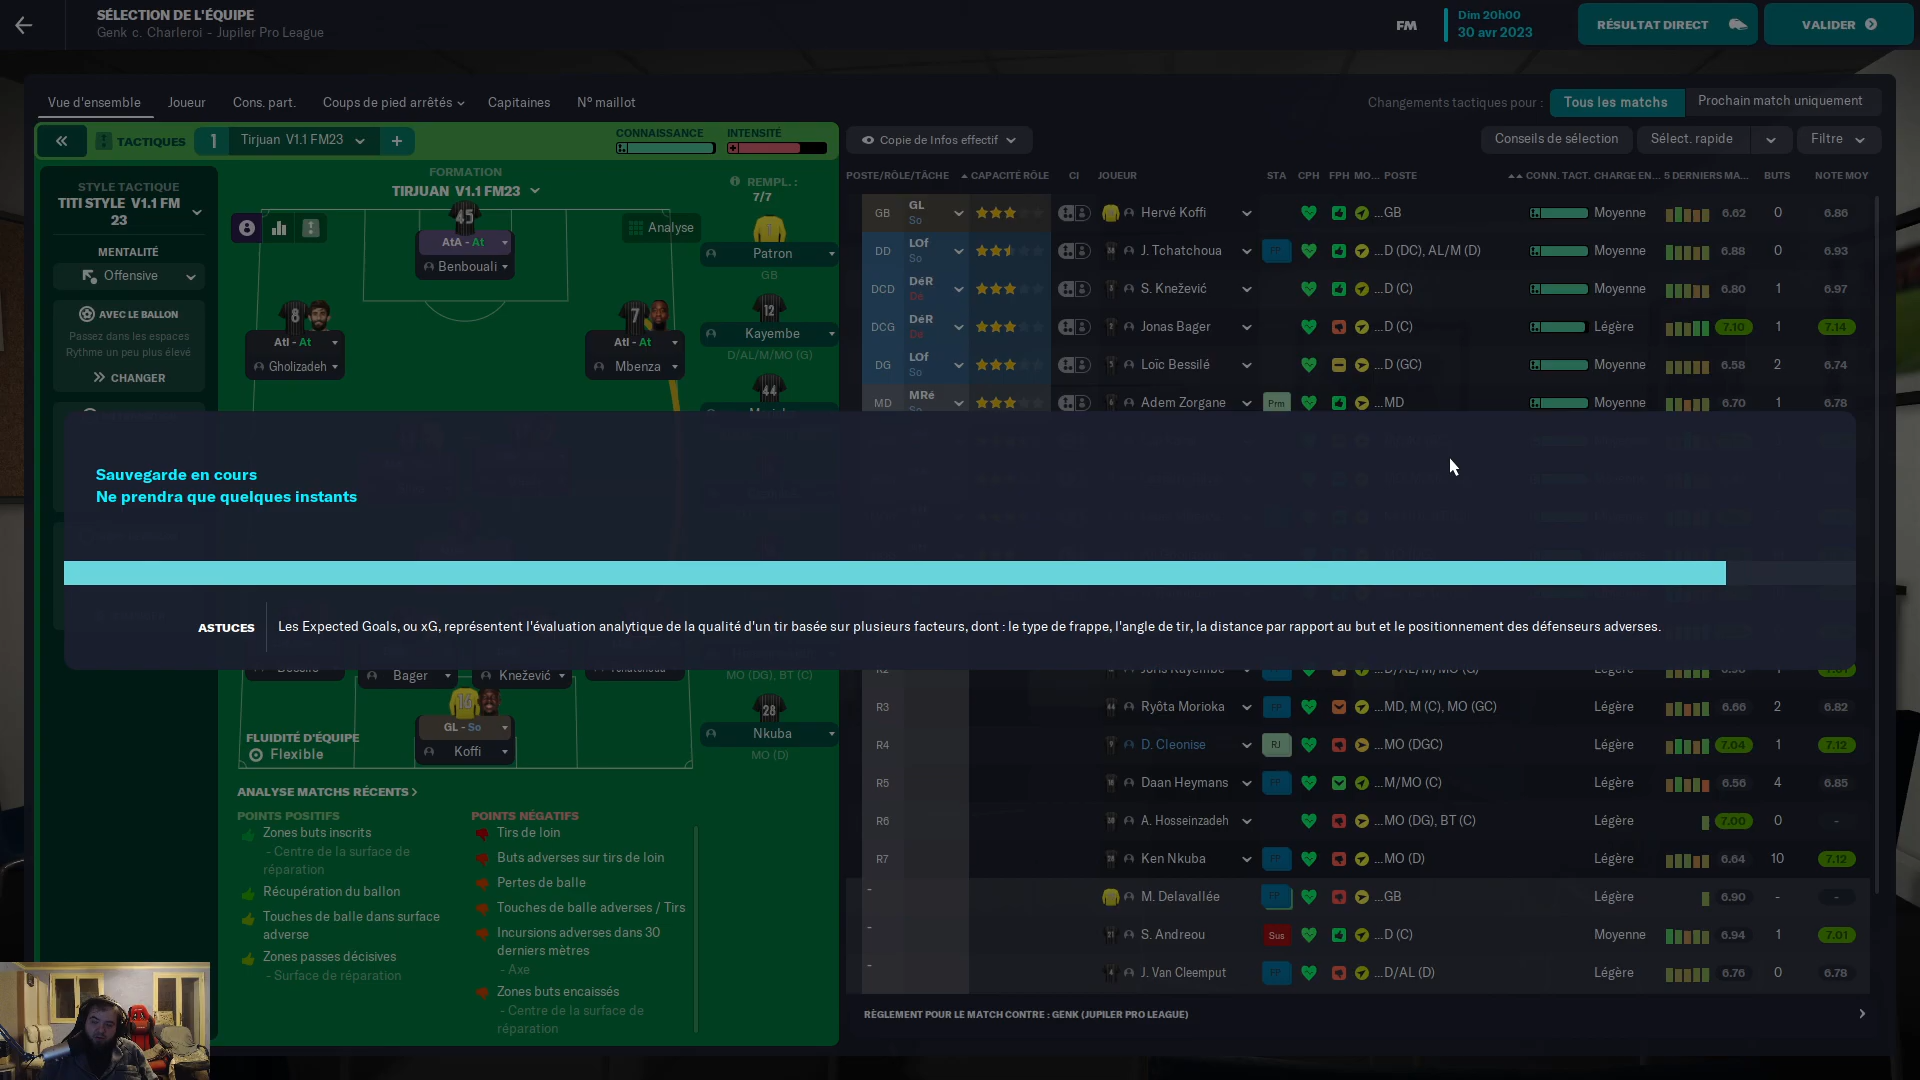 SÉLECTION DE L'ÉQUIPE
Genk c. Charleroi - Jupiler Pro League
FM
Dim 20h00
30 avr 2023
RÉSULTAT DIRECT
VALIDER
Vue d'ensemble
Joueur
Cons. part.
Coups de pied arrêtés
Capitaines
N° maillot
Changements tactiques pour :
Tous les matchs
Prochain match uniquement
TACTIQUES
1
Tirjuan V1.1 FM23
+
CONNAISSANCE
INTENSITÉ
Copie de Infos effectif
Conseils de sélection
Sélect. rapide
Filtre
STYLE TACTIQUE
TITI STYLE V1.1 FM
23
MENTALITÉ
Offensive
AVEC LE BALLON
Passez dans les espaces
Rythme un peu plus élevé
CHANGER
FORMATION
TIRJUAN V1.1 FM23
Analyse
45
AtA - At
Benbouali
8
AtI - At
Gholizadeh
7
AtI - At
Mbenza
REMPL. :
7/7
Patron
GB
12
Kayembe
D/AL/M/MO (G)
44
POSTE/RÔLE/TÂCHE CAPACITÉ RÔLE CI JOUEUR STA CPH FPH MO... POSTE CONN. TACT. CHARGE EN... 5 DERNIERS MA... BUTS NOTE MOY
GB GL So Hervé Koffi ...GB Moyenne 6.62 0 6.86
DD LOf So J. Tchatchoua FP ...D (DC), AL/M (D) Moyenne 6.88 0 6.93
DCD DéR Dé S. Knežević ...D (C) Moyenne 6.80 1 6.97
DCG DéR Dé Jonas Bager ...D (C) Légère 7.10 1 7.14
DG LOf So Loïc Bessilé ...D (GC) Moyenne 6.58 2 6.74
MD MRé Adem Zorgane Prm ...MD Moyenne 6.70 1 6.78
Sauvegarde en cours
Ne prendra que quelques instants
ASTUCES
Les Expected Goals, ou xG, représentent l'évaluation analytique de la qualité d'un tir basée sur plusieurs facteurs, dont : le type de frappe, l'angle de tir, la distance par rapport au but et le positionnement des défenseurs adverses.
Bager
Knežević
16
GL - So
Koffi
FLUIDITÉ D'ÉQUIPE
Flexible
MO (DG), BT (C)
28
Nkuba
MO (D)
R3 Ryôta Morioka FP ...MD, M (C), MO (GC) Légère 6.66 2 6.82
R4 D. Cleonise RJ ...MO (DGC) Légère 7.04 1 7.12
R5 Daan Heymans FP ...M/MO (C) Légère 6.56 4 6.85
R6 A. Hosseinzadeh ...MO (DG), BT (C) Légère 7.00 0 -
R7 Ken Nkuba FP ...MO (D) Légère 6.64 10 7.12
- M. Delavallée FP ...GB Légère 6.90 - -
- S. Andreou Sus ...D (C) Moyenne 6.94 1 7.01
- J. Van Cleemput FP ...D/AL (D) Légère 6.76 0 6.78
ANALYSE MATCHS RÉCENTS >
POINTS POSITIFS
Zones buts inscrits
- Centre de la surface de
réparation
Récupération du ballon
Touches de balle dans surface
adverse
Zones passes décisives
- Surface de réparation
POINTS NÉGATIFS
Tirs de loin
Buts adverses sur tirs de loin
Pertes de balle
Touches de balle adverses / Tirs
Incursions adverses dans 30
derniers mètres
- Axe
Zones buts encaissés
- Centre de la surface de
réparation
RÈGLEMENT POUR LE MATCH CONTRE : GENK (JUPILER PRO LEAGUE)